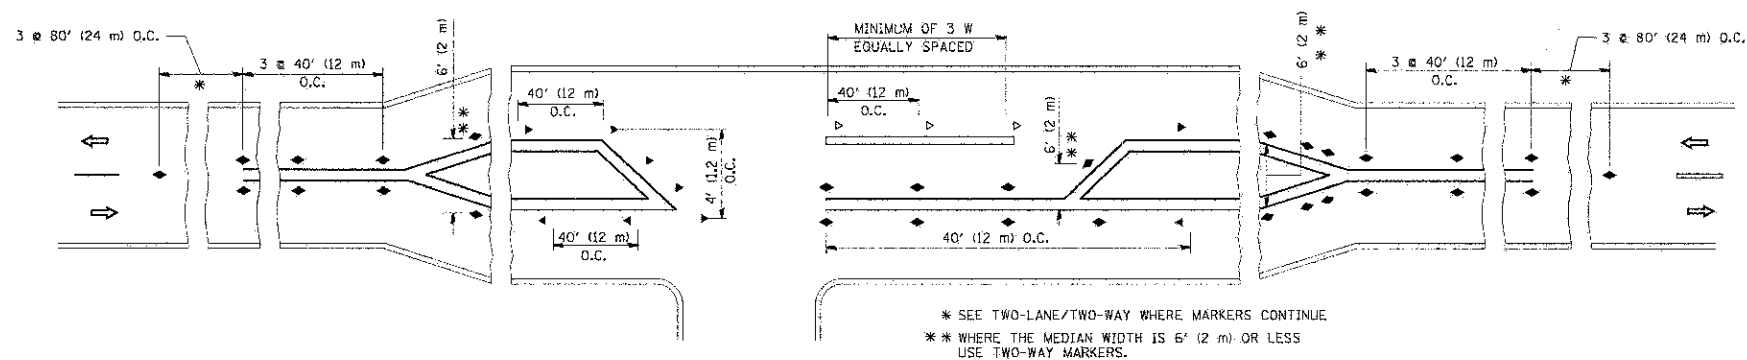 3 @ 80' (24 m) O.C.
3 @ 40' (12 m)
O.C.
*
6' (2 m)
**
40' (12 m)
O.C.
40' (12 m)
O.C.
4' (1.2 m)
O.C.
MINIMUM OF 3 W
EQUALLY SPACED
40' (12 m)
O.C.
6' (2 m)
**
40' (12 m) O.C.
6' (2 m)
**
3 @ 40' (12 m)
O.C.
3 @ 80' (24 m) O.C.
*
* SEE TWO-LANE/TWO-WAY WHERE MARKERS CONTINUE
** WHERE THE MEDIAN WIDTH IS 6' (2 m) OR LESS
USE TWO-WAY MARKERS.